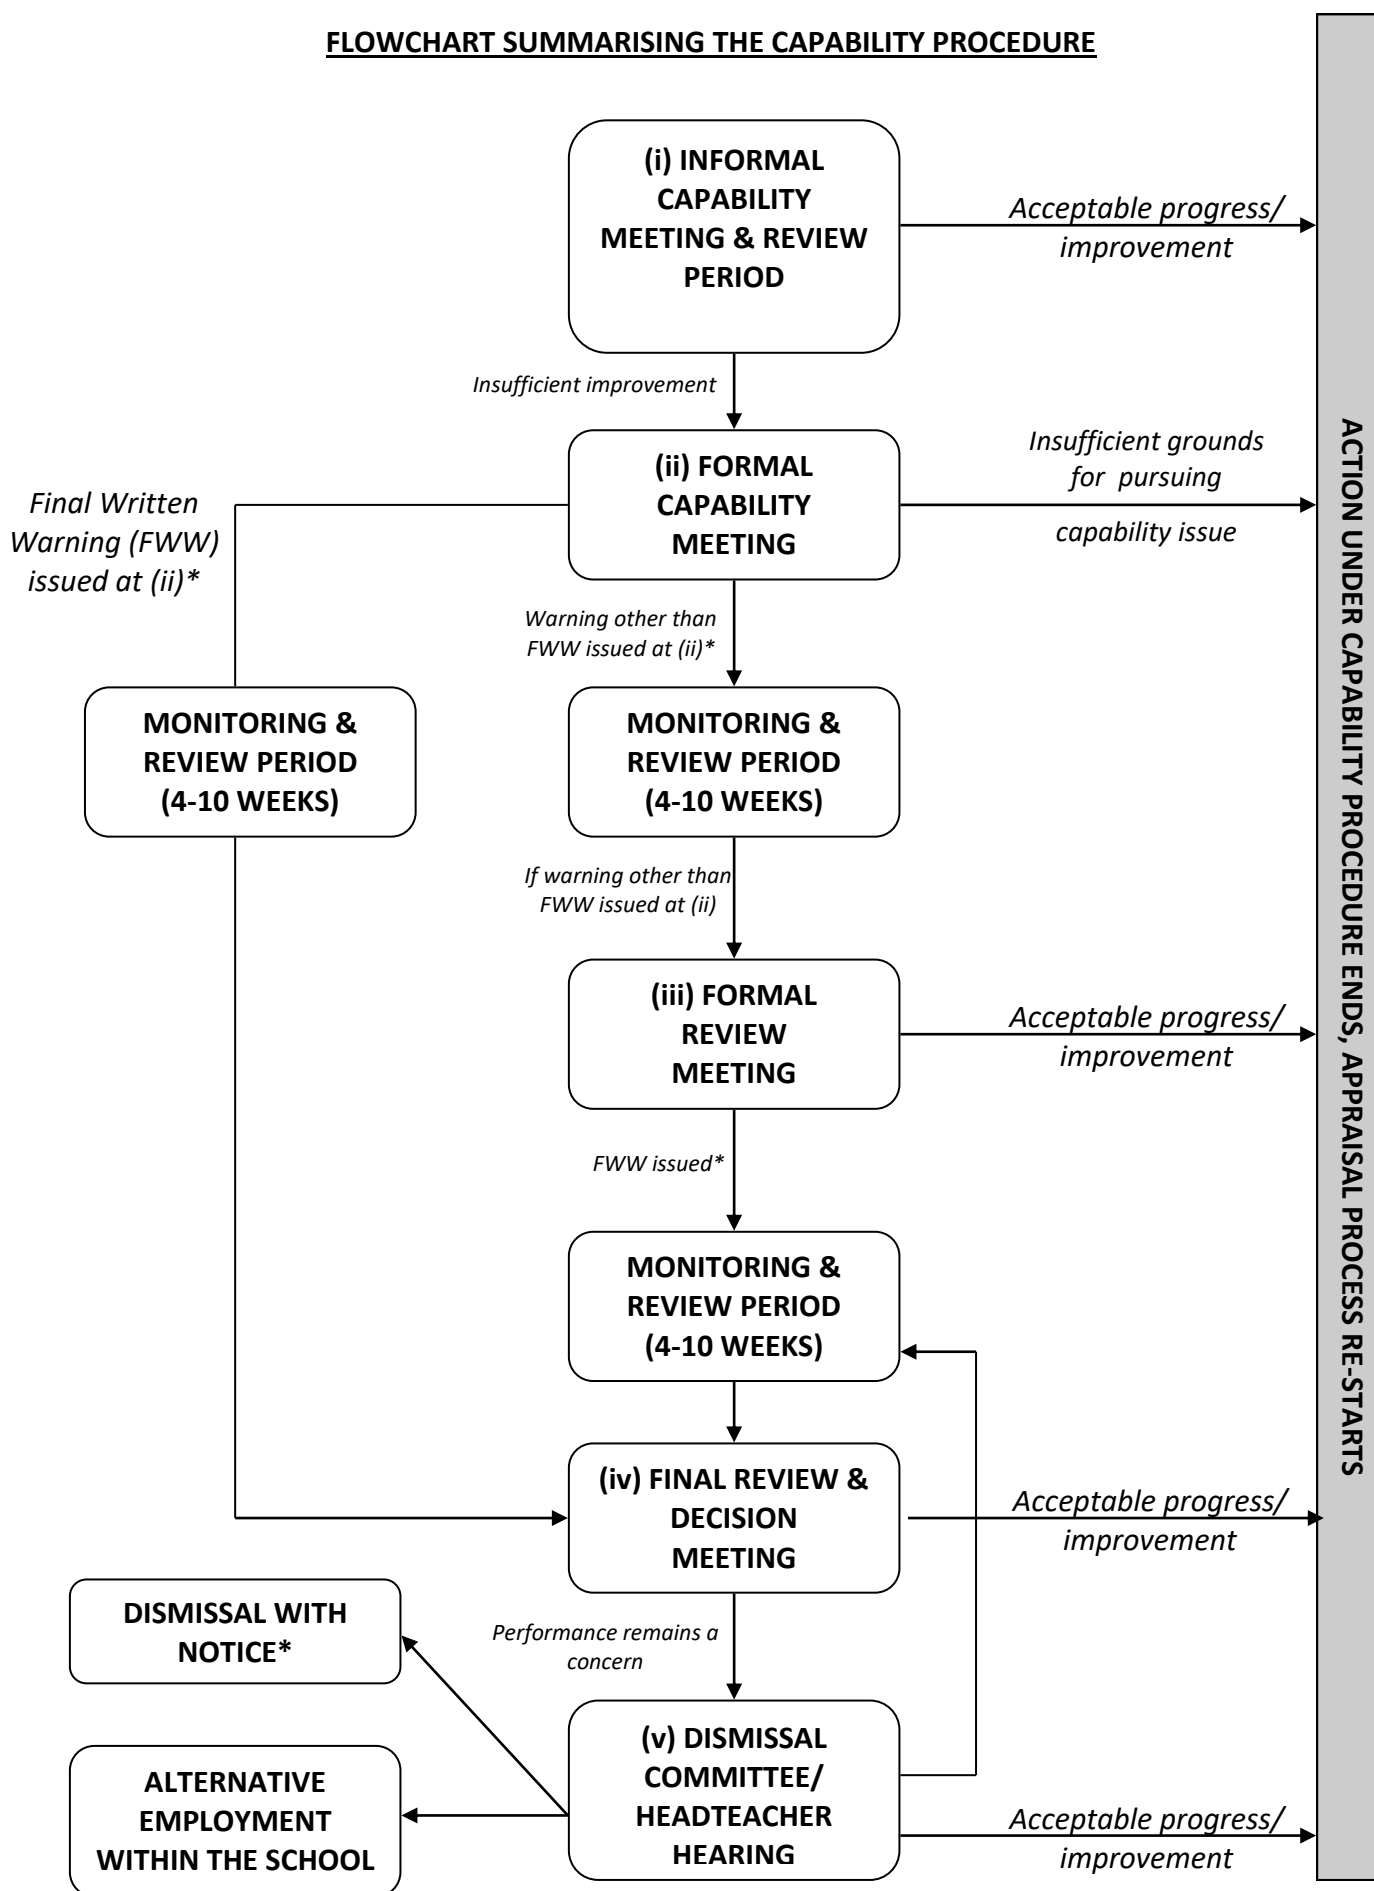 FLOWCHART SUMMARISING THE CAPABILITY PROCEDURE
(i) INFORMAL
CAPABILITY
MEETING & REVIEW
PERIOD
Acceptable progress/
improvement
Insufficient improvement
(ii) FORMAL
CAPABILITY
MEETING
Insufficient grounds
for pursuing
capability issue
Final Written
Warning (FWW)
issued at (ii)*
Warning other than
FWW issued at (ii)*
MONITORING &
REVIEW PERIOD
(4-10 WEEKS)
MONITORING &
REVIEW PERIOD
(4-10 WEEKS)
If warning other than
FWW issued at (ii)
(iii) FORMAL
REVIEW
MEETING
Acceptable progress/
improvement
FWW issued*
MONITORING &
REVIEW PERIOD
(4-10 WEEKS)
(iv) FINAL REVIEW &
DECISION
MEETING
Acceptable progress/
improvement
DISMISSAL WITH
NOTICE*
Performance remains a
concern
(v) DISMISSAL
COMMITTEE/
HEADTEACHER
HEARING
ALTERNATIVE
EMPLOYMENT
WITHIN THE SCHOOL
Acceptable progress/
improvement
ACTION UNDER CAPABILITY PROCEDURE ENDS, APPRAISAL PROCESS RE-STARTS